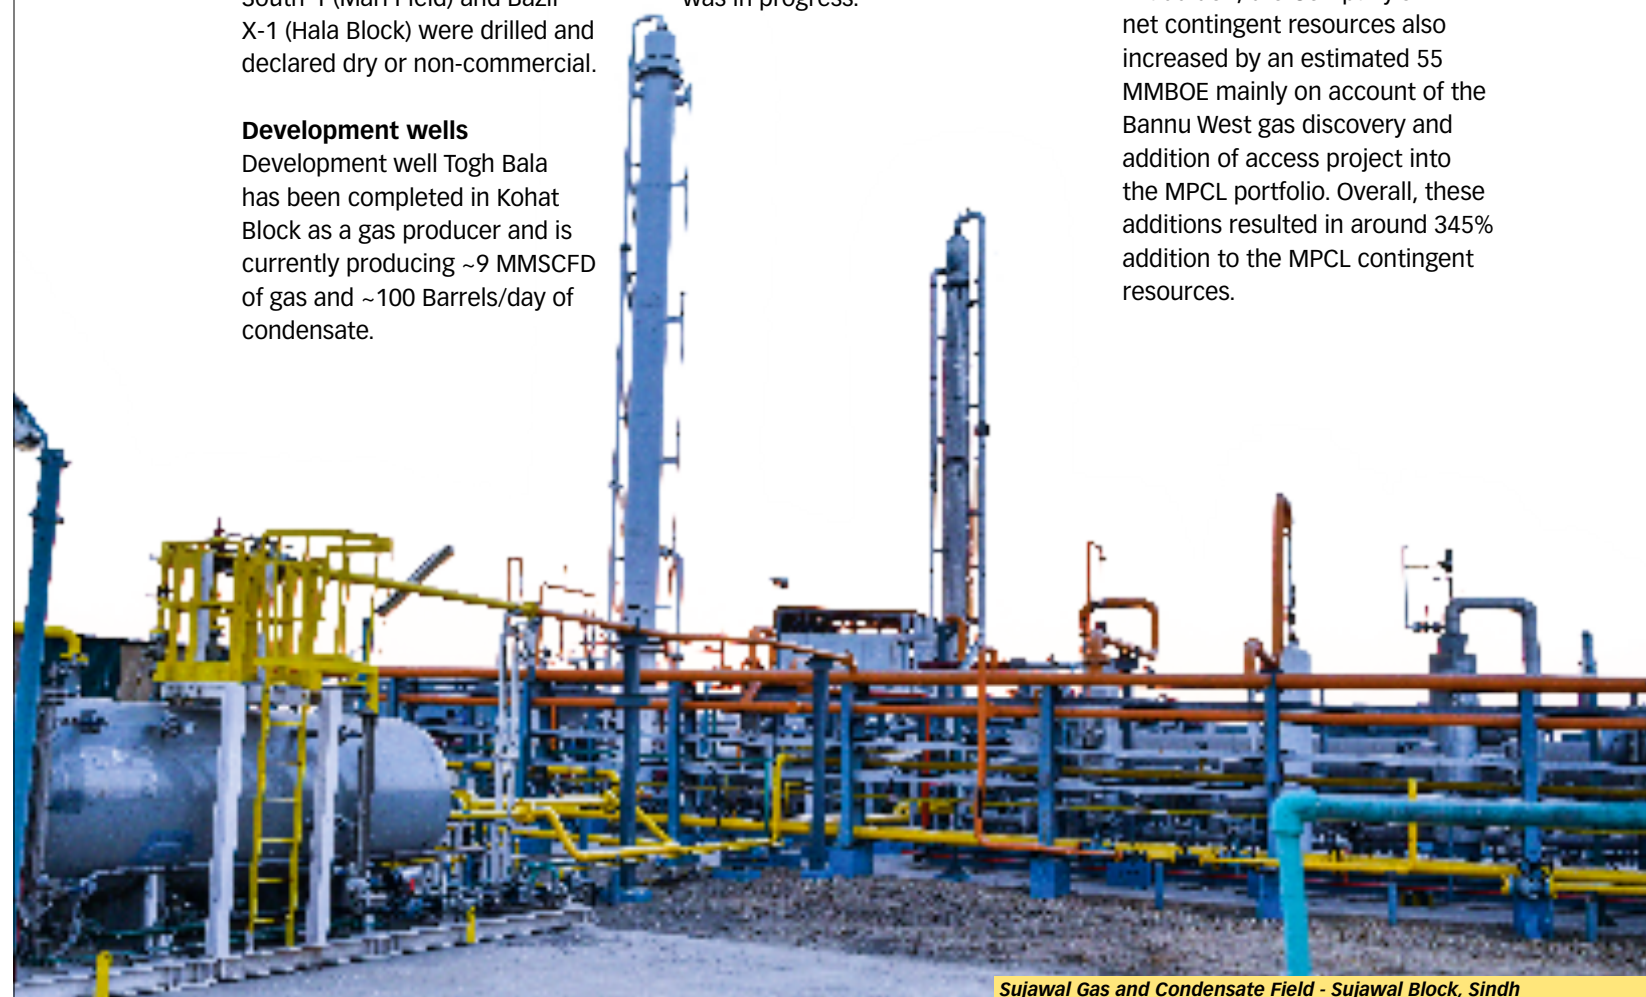 X-1 (Hala Block) were drilled and
declared dry or non-commercial.
Development wells
Development well Togh Bala
has been completed in Kohat
Block as a gas producer and is
currently producing ~9 MMSCFD
of gas and ~100 Barrels/day of
condensate.
was in progress.
net contingent resources also
increased by an estimated 55
MMBOE mainly on account of the
Bannu West gas discovery and
addition of access project into
the MPCL portfolio. Overall, these
additions resulted in around 345%
addition to the MPCL contingent
resources.
Sujawal Gas and Condensate Field - Sujawal Block, Sindh